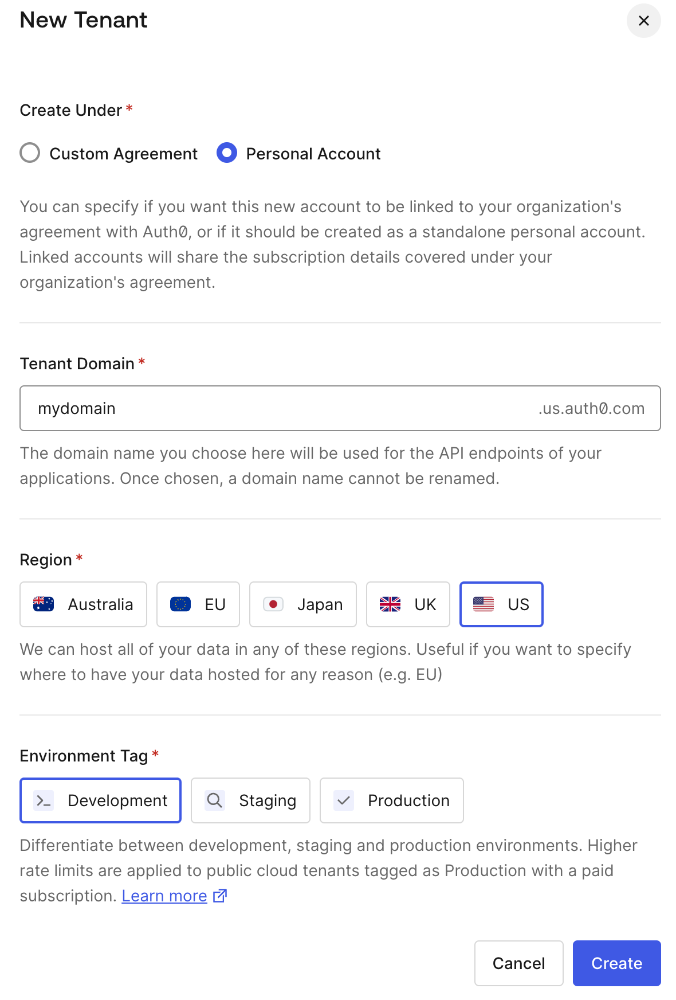 New Tenant
Create Under *
Custom Agreement Personal Account
You can specify if you want this new account to be linked to your organization's
agreement with Auth0, or if it should be created as a standalone personal account.
Linked accounts will share the subscription details covered under your
organization's agreement.
Tenant Domain *
mydomain .us.auth0.com
The domain name you choose here will be used for the API endpoints of your
applications. Once chosen, a domain name cannot be renamed.
Region *
Australia EU Japan UK US
We can host all of your data in any of these regions. Useful if you want to specify
where to have your data hosted for any reason (e.g. EU)
Environment Tag *
Development Staging Production
Differentiate between development, staging and production environments. Higher
rate limits are applied to public cloud tenants tagged as Production with a paid
subscription. Learn more
Cancel Create